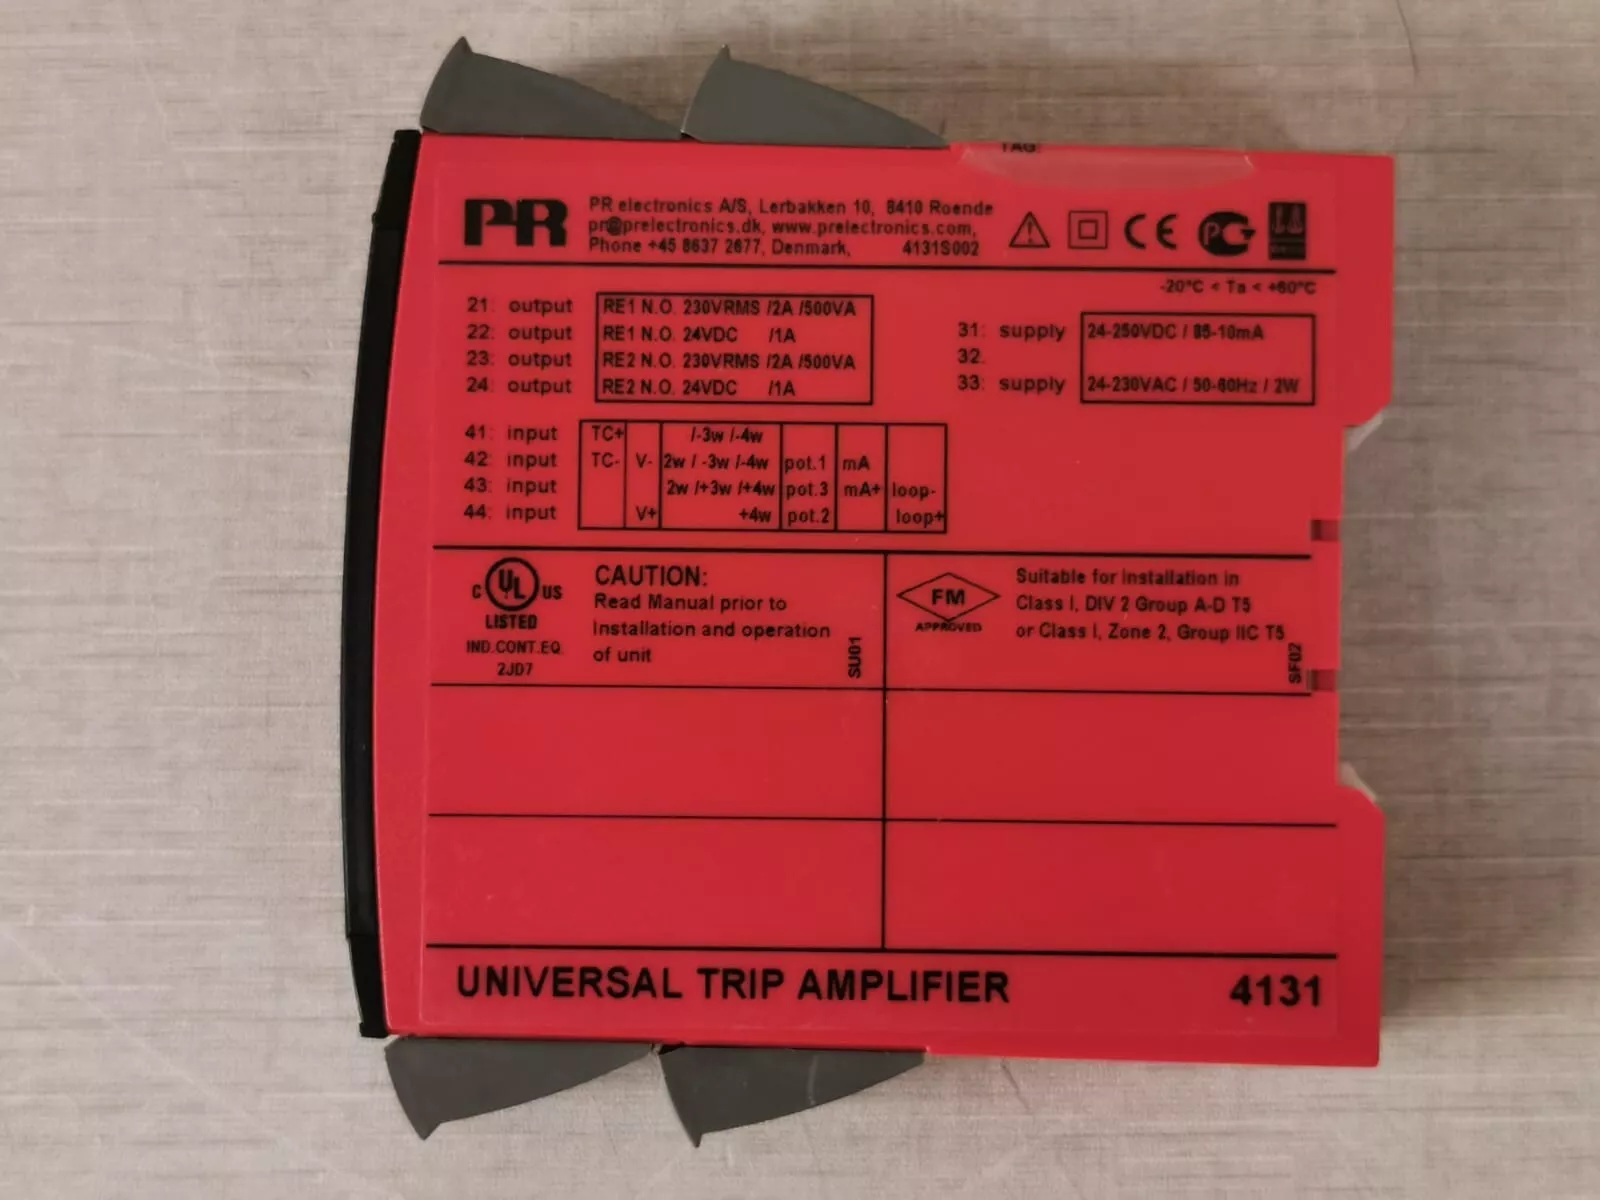 TAG:
PR
PR electronics A/S, Lerbakken 10, 8410 Roende
pr@prelectronics.dk, www.prelectronics.com,
Phone +45 8637 2677, Denmark, 4131S002
CE
-20°C < Ta < +60°C
21: output RE1 N.O. 230VRMS /2A /500VA
22: output RE1 N.O. 24VDC /1A
23: output RE2 N.O. 230VRMS /2A /500VA
24: output RE2 N.O. 24VDC /1A
31: supply 24-250VDC / 85-10mA
32.
33: supply 24-230VAC / 50-60Hz / 2W
41: input TC+ /-3w /-4w
42: input TC- V- 2w / -3w /-4w pot.1 mA
43: input 2w /+3w /+4w pot.3 mA+ loop-
44: input V+ +4w pot.2 loop+
C UL US
LISTED
IND.CONT.EQ.
2JD7
CAUTION:
Read Manual prior to
Installation and operation
of unit
SU01
FM
APPROVED
Suitable for Installation in
Class I, DIV 2 Group A-D T5
or Class I, Zone 2, Group IIC T5
SF02
UNIVERSAL TRIP AMPLIFIER 4131